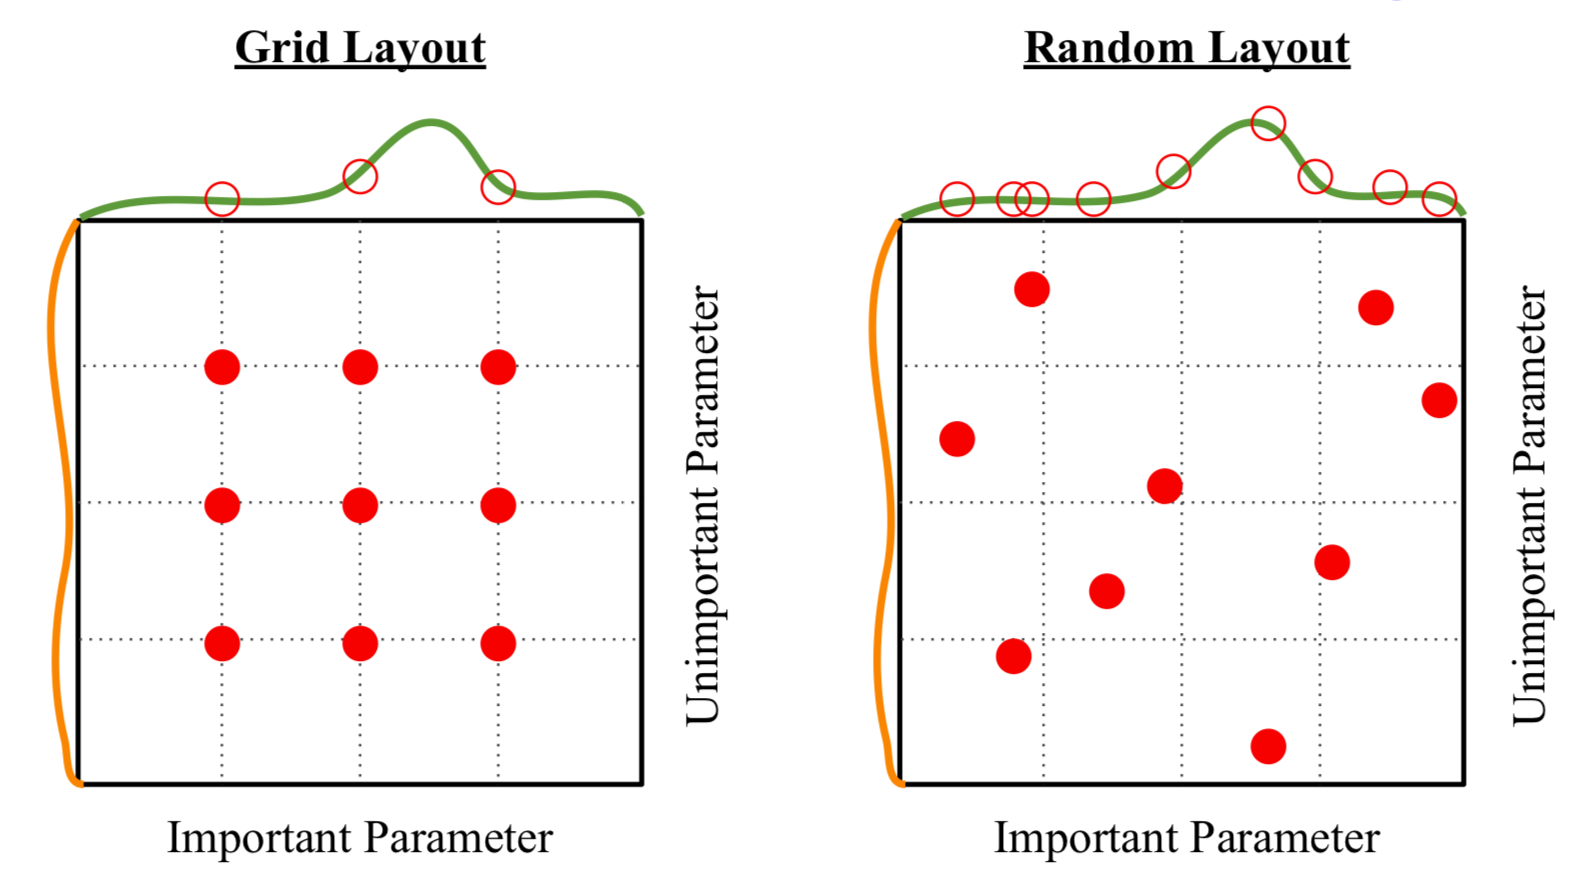 Grid Layout
Unimportant Parameter
Important Parameter
Random Layout
Unimportant Parameter
Important Parameter